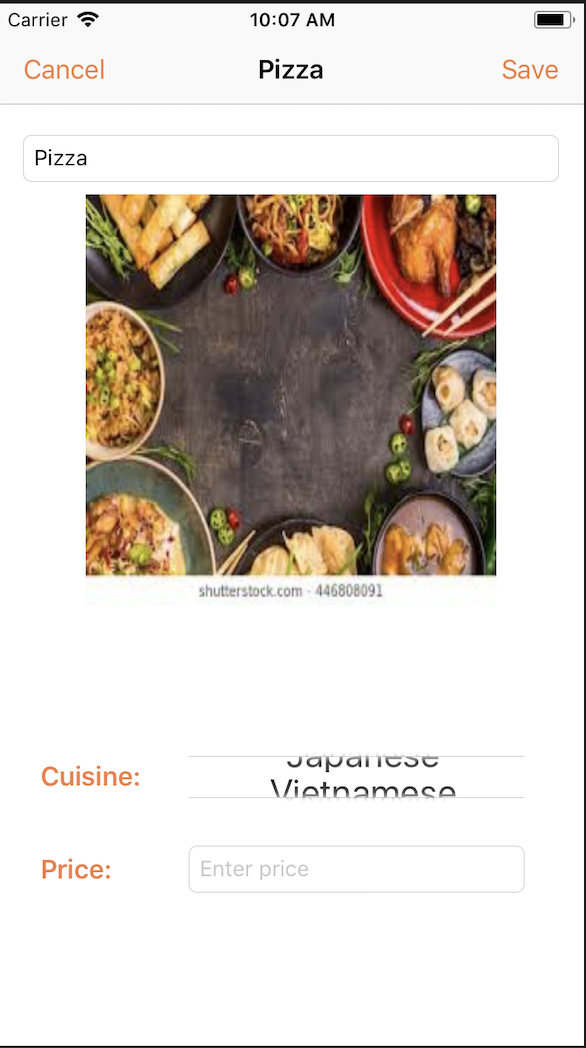 Carrier 10:07 AM
Cancel Pizza Save
Pizza
shutterstock.com · 446808091
Japanese
Cuisine:
Vietnamese
Price: Enter price